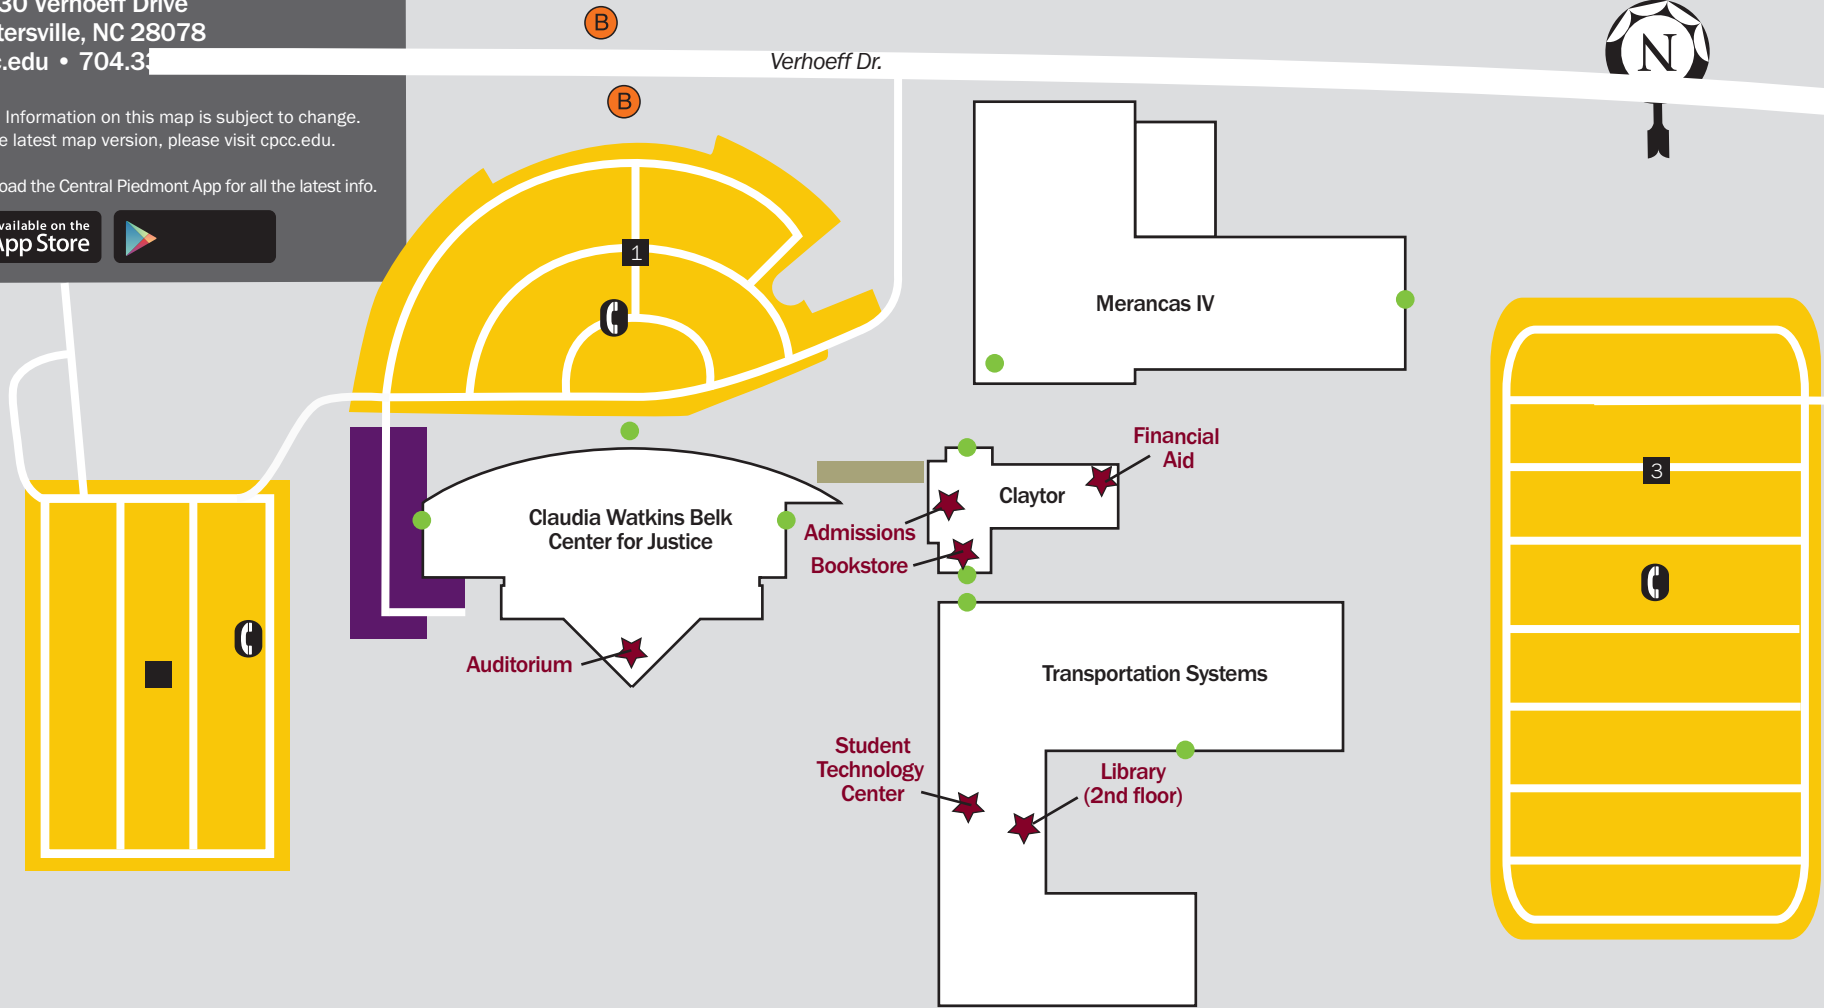 30 Verhoeff Drive
tersville, NC 28078
.edu • 704.33
Information on this map is subject to change.
e latest map version, please visit cpcc.edu.
oad the Central Piedmont App for all the latest info.
vailable on the
App Store
B
B
Verhoeff Dr.
N
1
Merancas IV
3
Financial
Aid
Claytor
Admissions
Bookstore
Claudia Watkins Belk
Center for Justice
Auditorium
Transportation Systems
Student
Technology
Center
Library
(2nd floor)